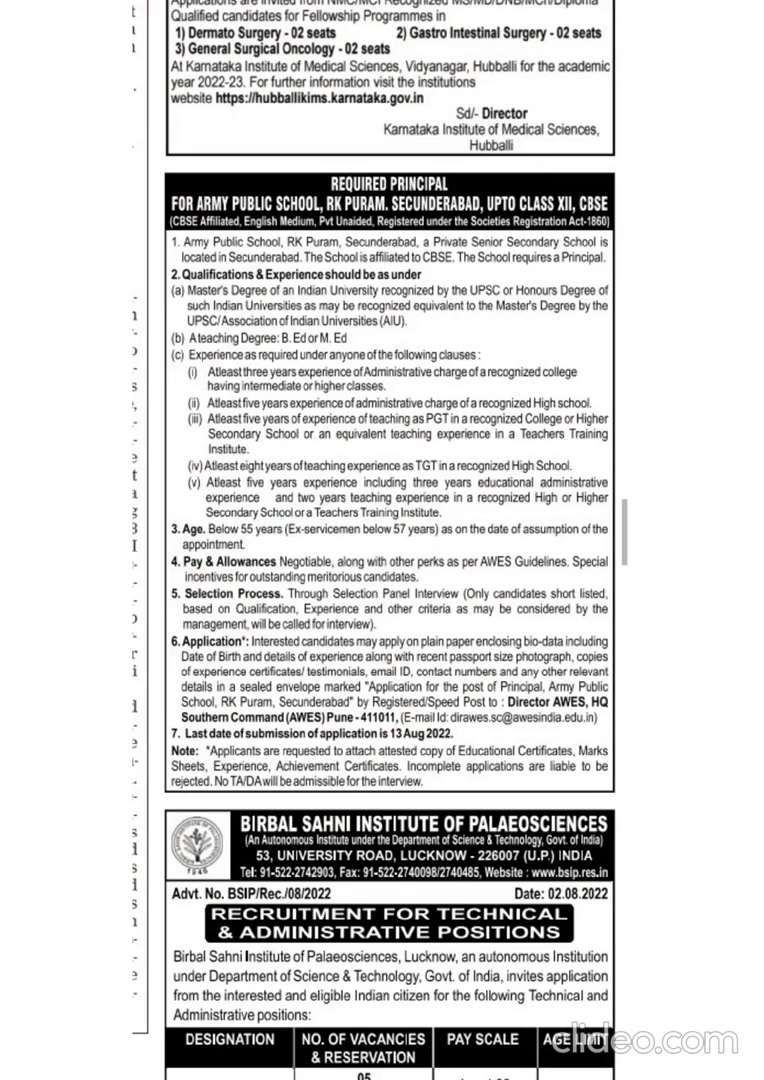 Applications are invited from NMC/MCI Recognized MS/MD/DNB/MCh/Diploma
Qualified candidates for Fellowship Programmes in
1) Dermato Surgery - 02 seats 2) Gastro Intestinal Surgery - 02 seats
3) General Surgical Oncology - 02 seats
At Karnataka Institute of Medical Sciences, Vidyanagar, Hubballi for the academic
year 2022-23. For further information visit the institutions
website https://hubballikims.karnataka.gov.in
Sd/- Director
Karnataka Institute of Medical Sciences,
Hubballi
REQUIRED PRINCIPAL
FOR ARMY PUBLIC SCHOOL, RK PURAM. SECUNDERABAD, UPTO CLASS XII, CBSE
(CBSE Affiliated, English Medium, Pvt Unaided, Registered under the Societies Registration Act-1860)
1. Army Public School, RK Puram, Secunderabad, a Private Senior Secondary School is
located in Secunderabad. The School is affiliated to CBSE. The School requires a Principal.
2. Qualifications & Experience should be as under
(a) Master's Degree of an Indian University recognized by the UPSC or Honours Degree of
such Indian Universities as may be recognized equivalent to the Master's Degree by the
UPSC/Association of Indian Universities (AIU).
(b) A teaching Degree: B. Ed or M. Ed
(c) Experience as required under anyone of the following clauses :
(i) Atleast three years experience of Administrative charge of a recognized college
having intermediate or higher classes.
(ii) Atleast five years experience of administrative charge of a recognized High school.
(iii) Atleast five years of experience of teaching as PGT in a recognized College or Higher
Secondary School or an equivalent teaching experience in a Teachers Training
Institute.
(iv) Atleast eight years of teaching experience as TGT in a recognized High School.
(v) Atleast five years experience including three years educational administrative
experience and two years teaching experience in a recognized High or Higher
Secondary School or a Teachers Training Institute.
3. Age. Below 55 years (Ex-servicemen below 57 years) as on the date of assumption of the
appointment.
4. Pay & Allowances Negotiable, along with other perks as per AWES Guidelines. Special
incentives for outstanding meritorious candidates.
5. Selection Process. Through Selection Panel Interview (Only candidates short listed,
based on Qualification, Experience and other criteria as may be considered by the
management, will be called for interview).
6. Application*: Interested candidates may apply on plain paper enclosing bio-data including
Date of Birth and details of experience along with recent passport size photograph, copies
of experience certificates/ testimonials, email ID, contact numbers and any other relevant
details in a sealed envelope marked "Application for the post of Principal, Army Public
School, RK Puram, Secunderabad" by Registered/Speed Post to : Director AWES, HQ
Southern Command (AWES) Pune - 411011, (E-mail Id: dirawes.sc@awesindia.edu.in)
7. Last date of submission of application is 13 Aug 2022.
Note: *Applicants are requested to attach attested copy of Educational Certificates, Marks
Sheets, Experience, Achievement Certificates. Incomplete applications are liable to be
rejected. No TA/DA will be admissible for the interview.
BIRBAL SAHNI INSTITUTE OF PALAEOSCIENCES
(An Autonomous Institute under the Department of Science & Technology, Govt. of India)
53, UNIVERSITY ROAD, LUCKNOW - 226007 (U.P.) INDIA
Tel: 91-522-2742903, Fax: 91-522-2740098/2740485, Website : www.bsip.res.in
1946
Advt. No. BSIP/Rec./08/2022 Date: 02.08.2022
RECRUITMENT FOR TECHNICAL
& ADMINISTRATIVE POSITIONS
Birbal Sahni Institute of Palaeosciences, Lucknow, an autonomous Institution
under Department of Science & Technology, Govt. of India, invites application
from the interested and eligible Indian citizen for the following Technical and
Administrative positions:
DESIGNATION NO. OF VACANCIES PAY SCALE AGE LIMIT
& RESERVATION
05
clideo.com